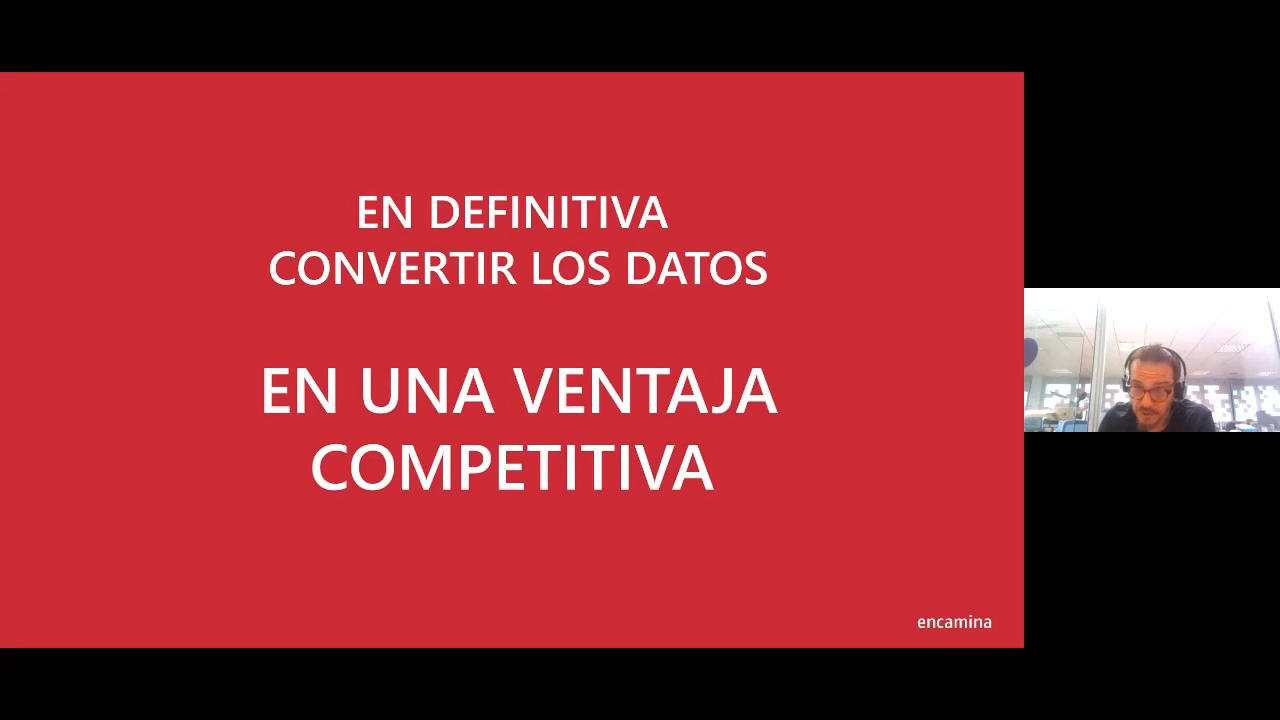 EN DEFINITIVA
CONVERTIR LOS DATOS
EN UNA VENTAJA
COMPETITIVA
encamina